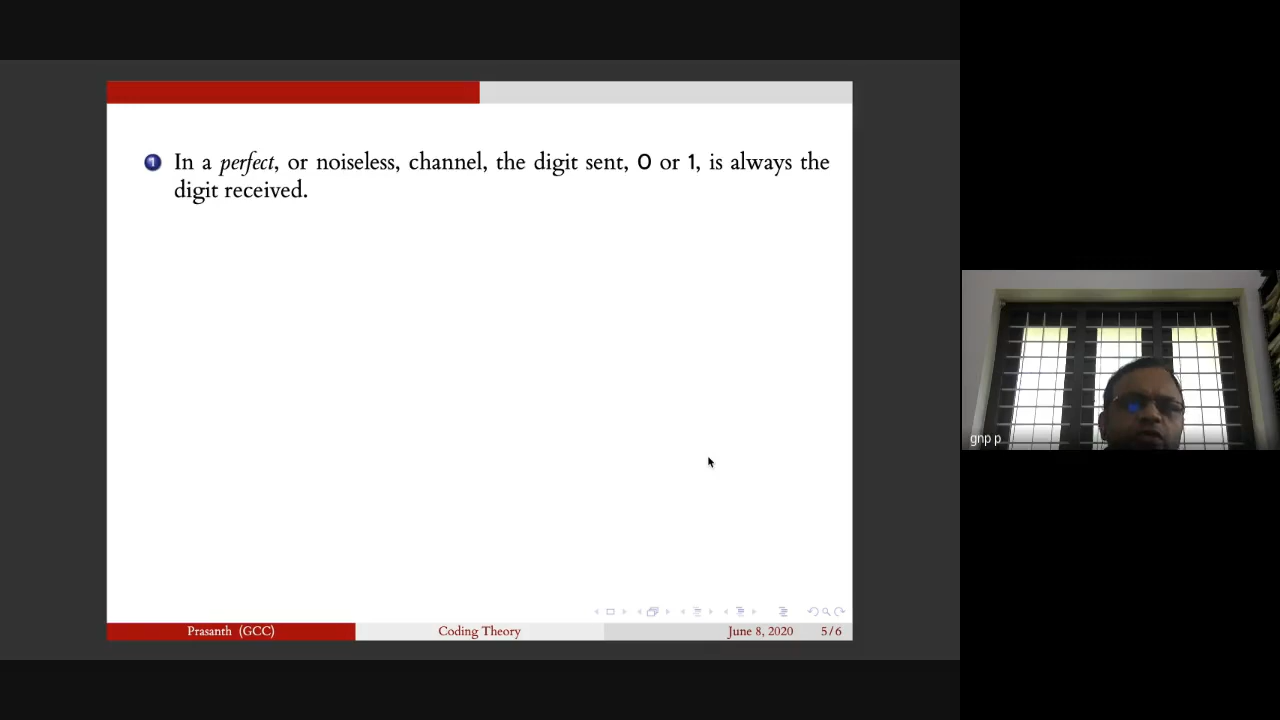 1 In a perfect, or noiseless, channel, the digit sent, 0 or 1, is always the
digit received.
Prasanth (GCC) Coding Theory June 8, 2020 5/6
gnp p